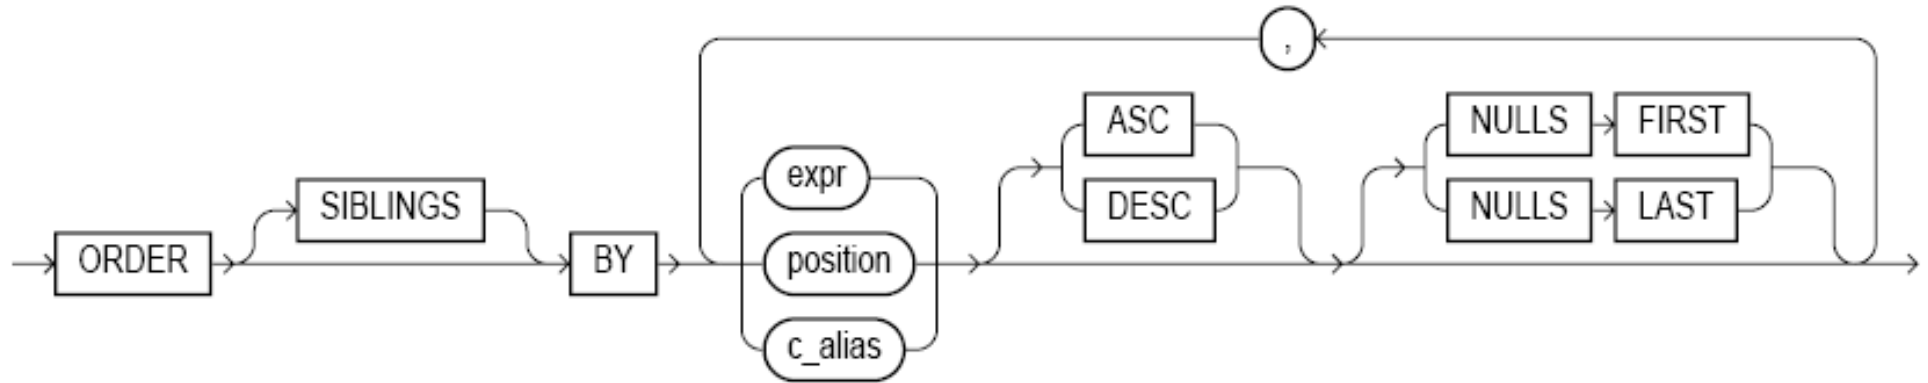 ,
ASC
NULLS FIRST
expr
SIBLINGS
DESC
NULLS LAST
ORDER
BY
position
c_alias